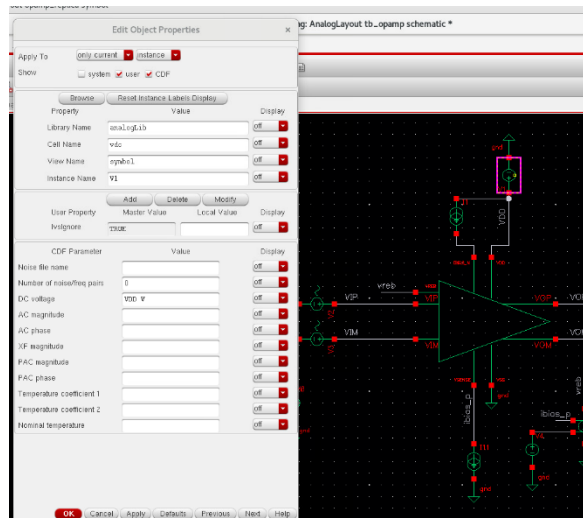 Edit Object Properties ×
ng: AnalogLayout tb_opamp schematic *
Apply To only current instance
Show system user CDF
Browse Reset Instance Labels Display
Property Value Display
Library Name analogLib off
Cell Name vdc off
View Name symbol off
Instance Name V1 off
Add Delete Modify
User Property Master Value Local Value Display
lvsIgnore TRUE off
CDF Parameter Value Display
Noise file name off
Number of noise/freq pairs 0 off
DC voltage VDD V off
AC magnitude off
AC phase off
XF magnitude off
PAC magnitude off
PAC phase off
Temperature coefficient 1 off
Temperature coefficient 2 off
Nominal temperature off
OK Cancel Apply Defaults Previous Next Help
gnd
VDD
vreb
VIP
VIP
VIM
VIM
VOP
VOM
gnd
ibias_p
ibias_p
vreb
V4
gnd
gnd